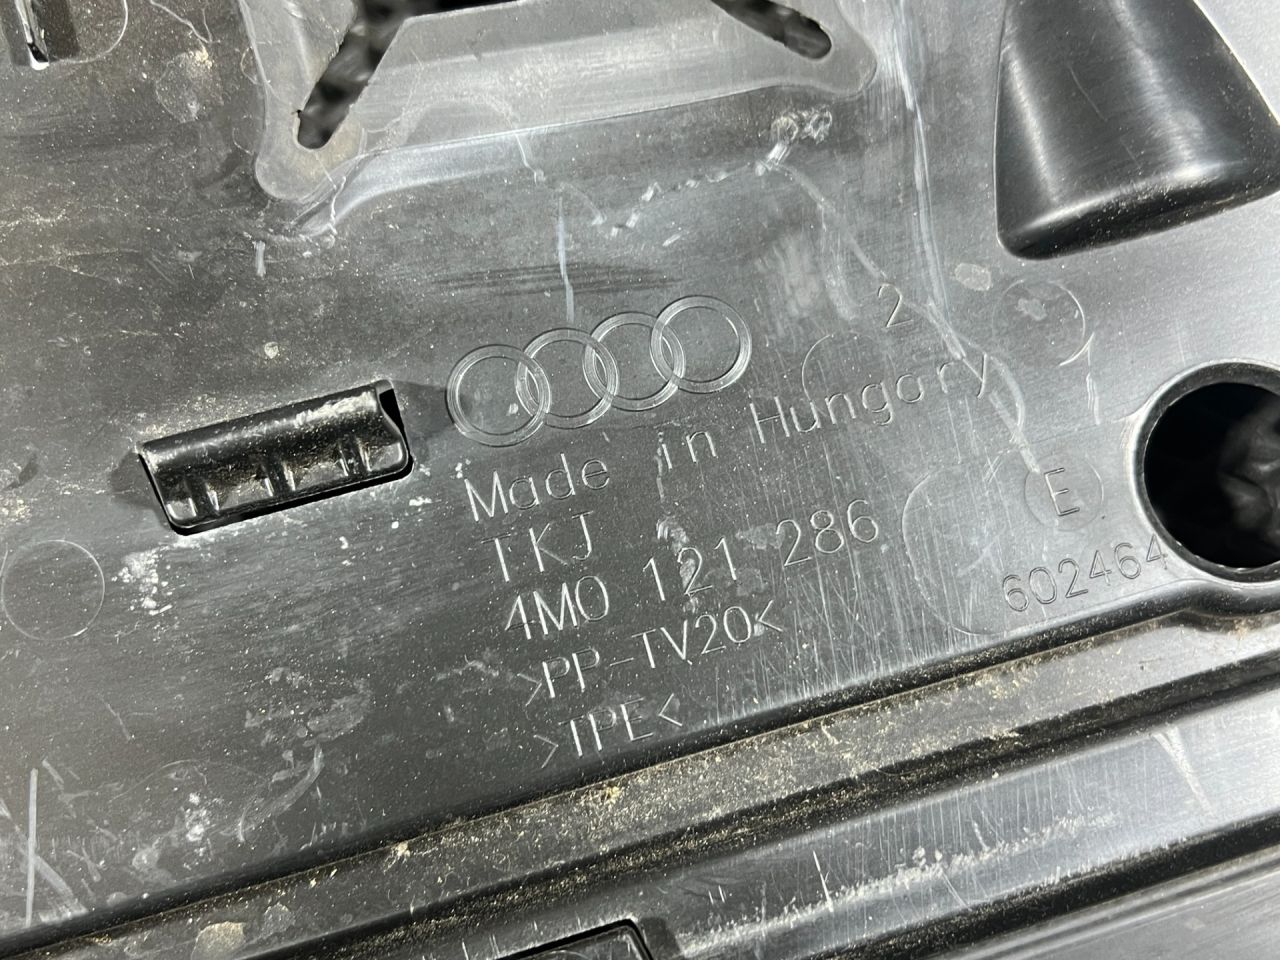 2
Made in Hungary
TKJ
4M0 121 286
>PP-TV20<
>TPE<
E
602464